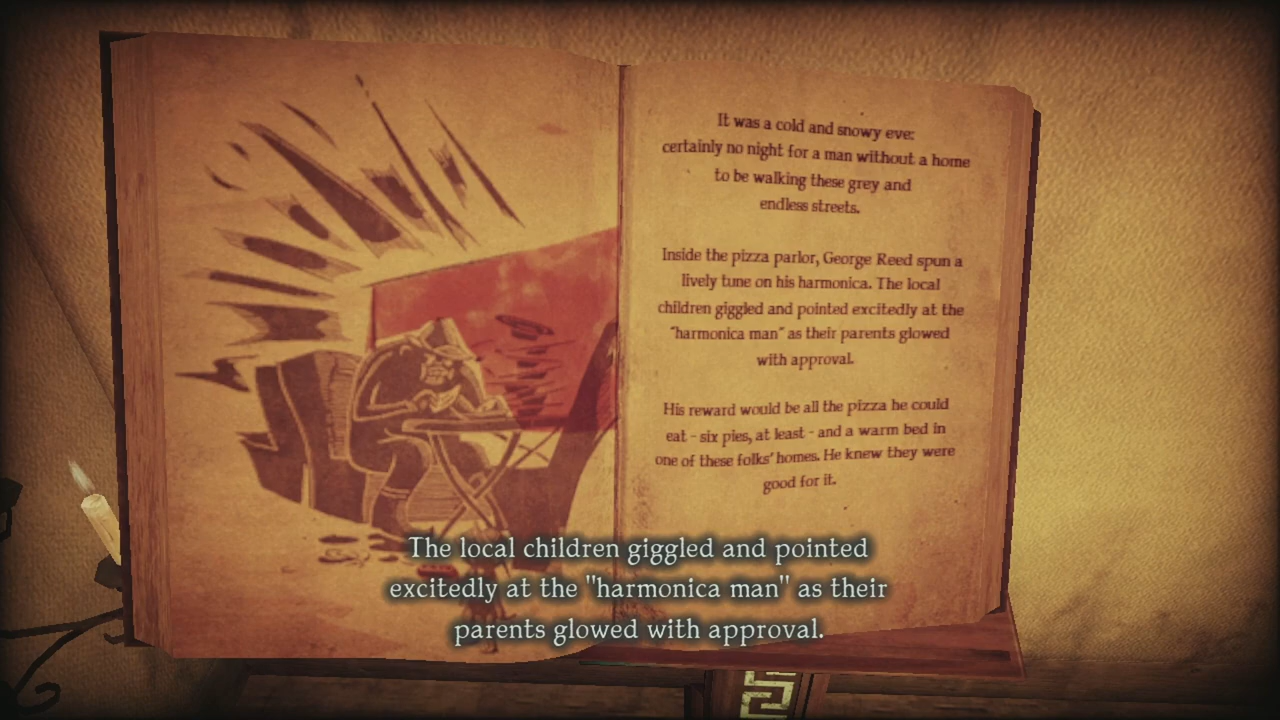 It was a cold and snowy eve:
certainly no night for a man without a home
to be walking these grey and
endless streets.
Inside the pizza parlor, George Reed spun a
lively tune on his harmonica. The local
children giggled and pointed excitedly at the
"harmonica man" as their parents glowed
with approval.
His reward would be all the pizza he could
eat - six pies, at least - and a warm bed in
one of these folks' homes. He knew they were
good for it.
The local children giggled and pointed
excitedly at the "harmonica man" as their
parents glowed with approval.